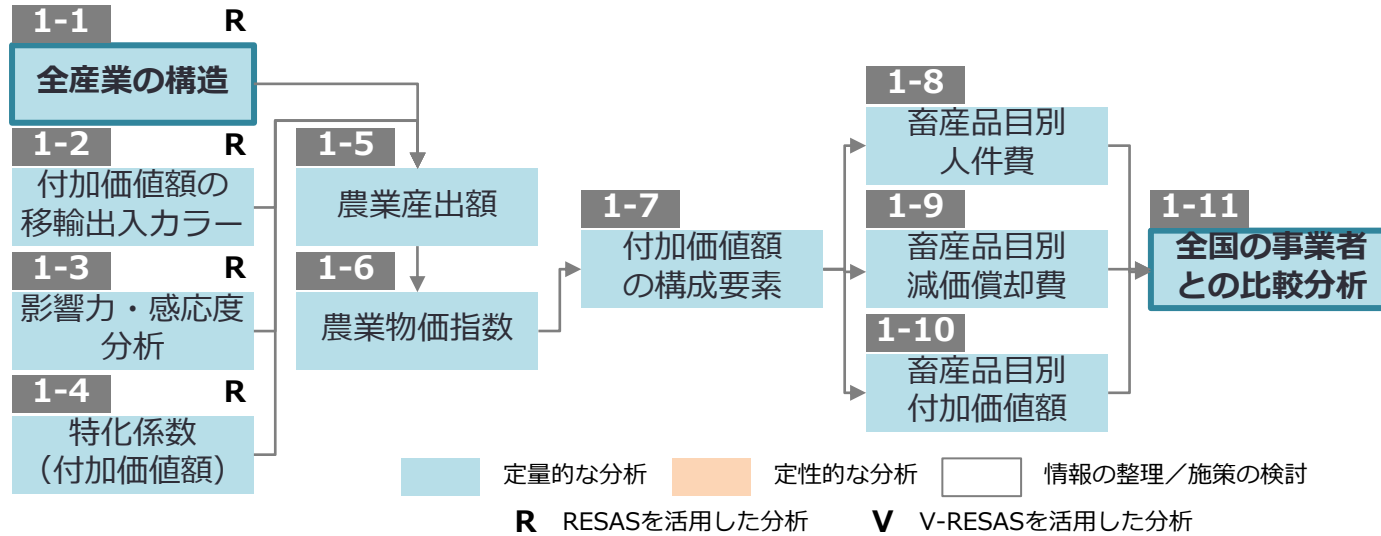 1-1 R
全産業の構造
1-2 R
付加価値額の
移輸出入カラー
1-3 R
影響力・感応度
分析
1-4 R
特化係数
（付加価値額）
1-5
農業産出額
1-6
農業物価指数
1-7
付加価値額
の構成要素
1-8
畜産品目別
人件費
1-9
畜産品目別
減価償却費
1-10
畜産品目別
付加価値額
1-11
全国の事業者
との比較分析
定量的な分析 定性的な分析 情報の整理／施策の検討
R RESASを活用した分析 V V-RESASを活用した分析